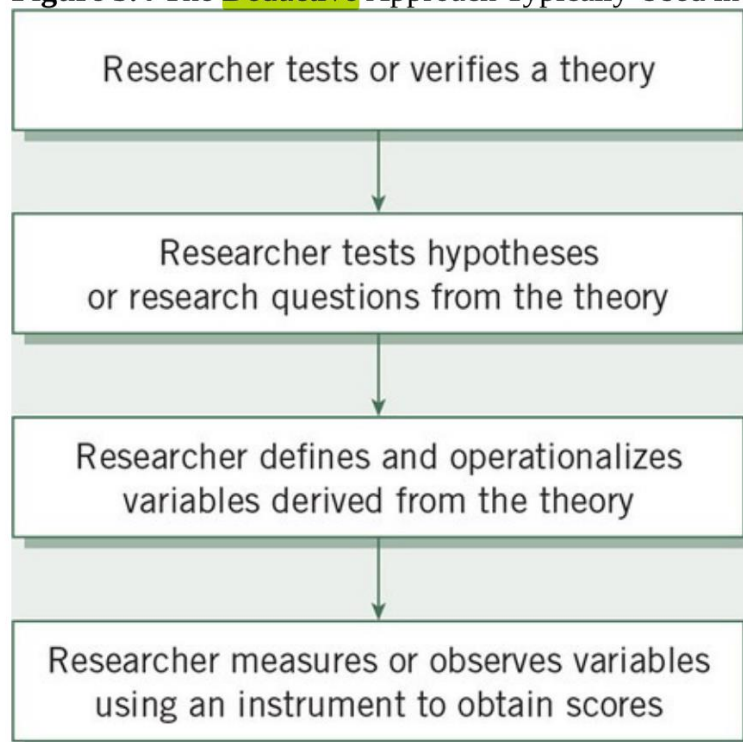 Approach Typically Used in
Researcher tests or verifies a theory
Researcher tests hypotheses
or research questions from the theory
Researcher defines and operationalizes
variables derived from the theory
Researcher measures or observes variables
using an instrument to obtain scores